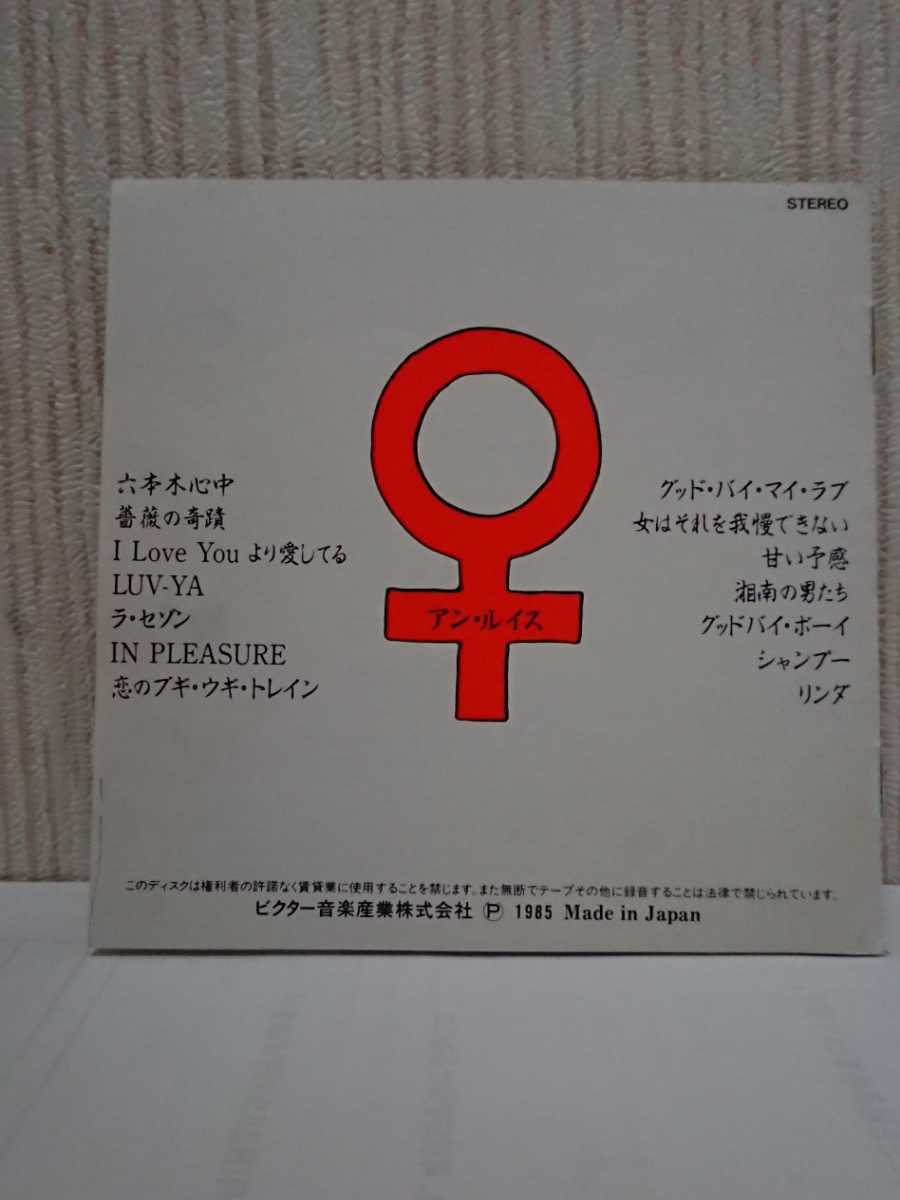 STEREO
六本木心中
薔薇の奇蹟
I Love You より愛してる
LUV-YA
ラ・セゾン
IN PLEASURE
恋のブギ・ウギ・トレイン
アン・ルイス
グッド・バイ・マイ・ラブ
女はそれを我慢できない
甘い予感
湘南の男たち
グッドバイ・ボーイ
シャンプー
リンダ
このディスクは権利者の許諾なく賃貸業に使用することを禁じます。また無断でテープその他に録音することは法律で禁じられています。
ビクター音楽産業株式会社 Ⓟ 1985 Made in Japan